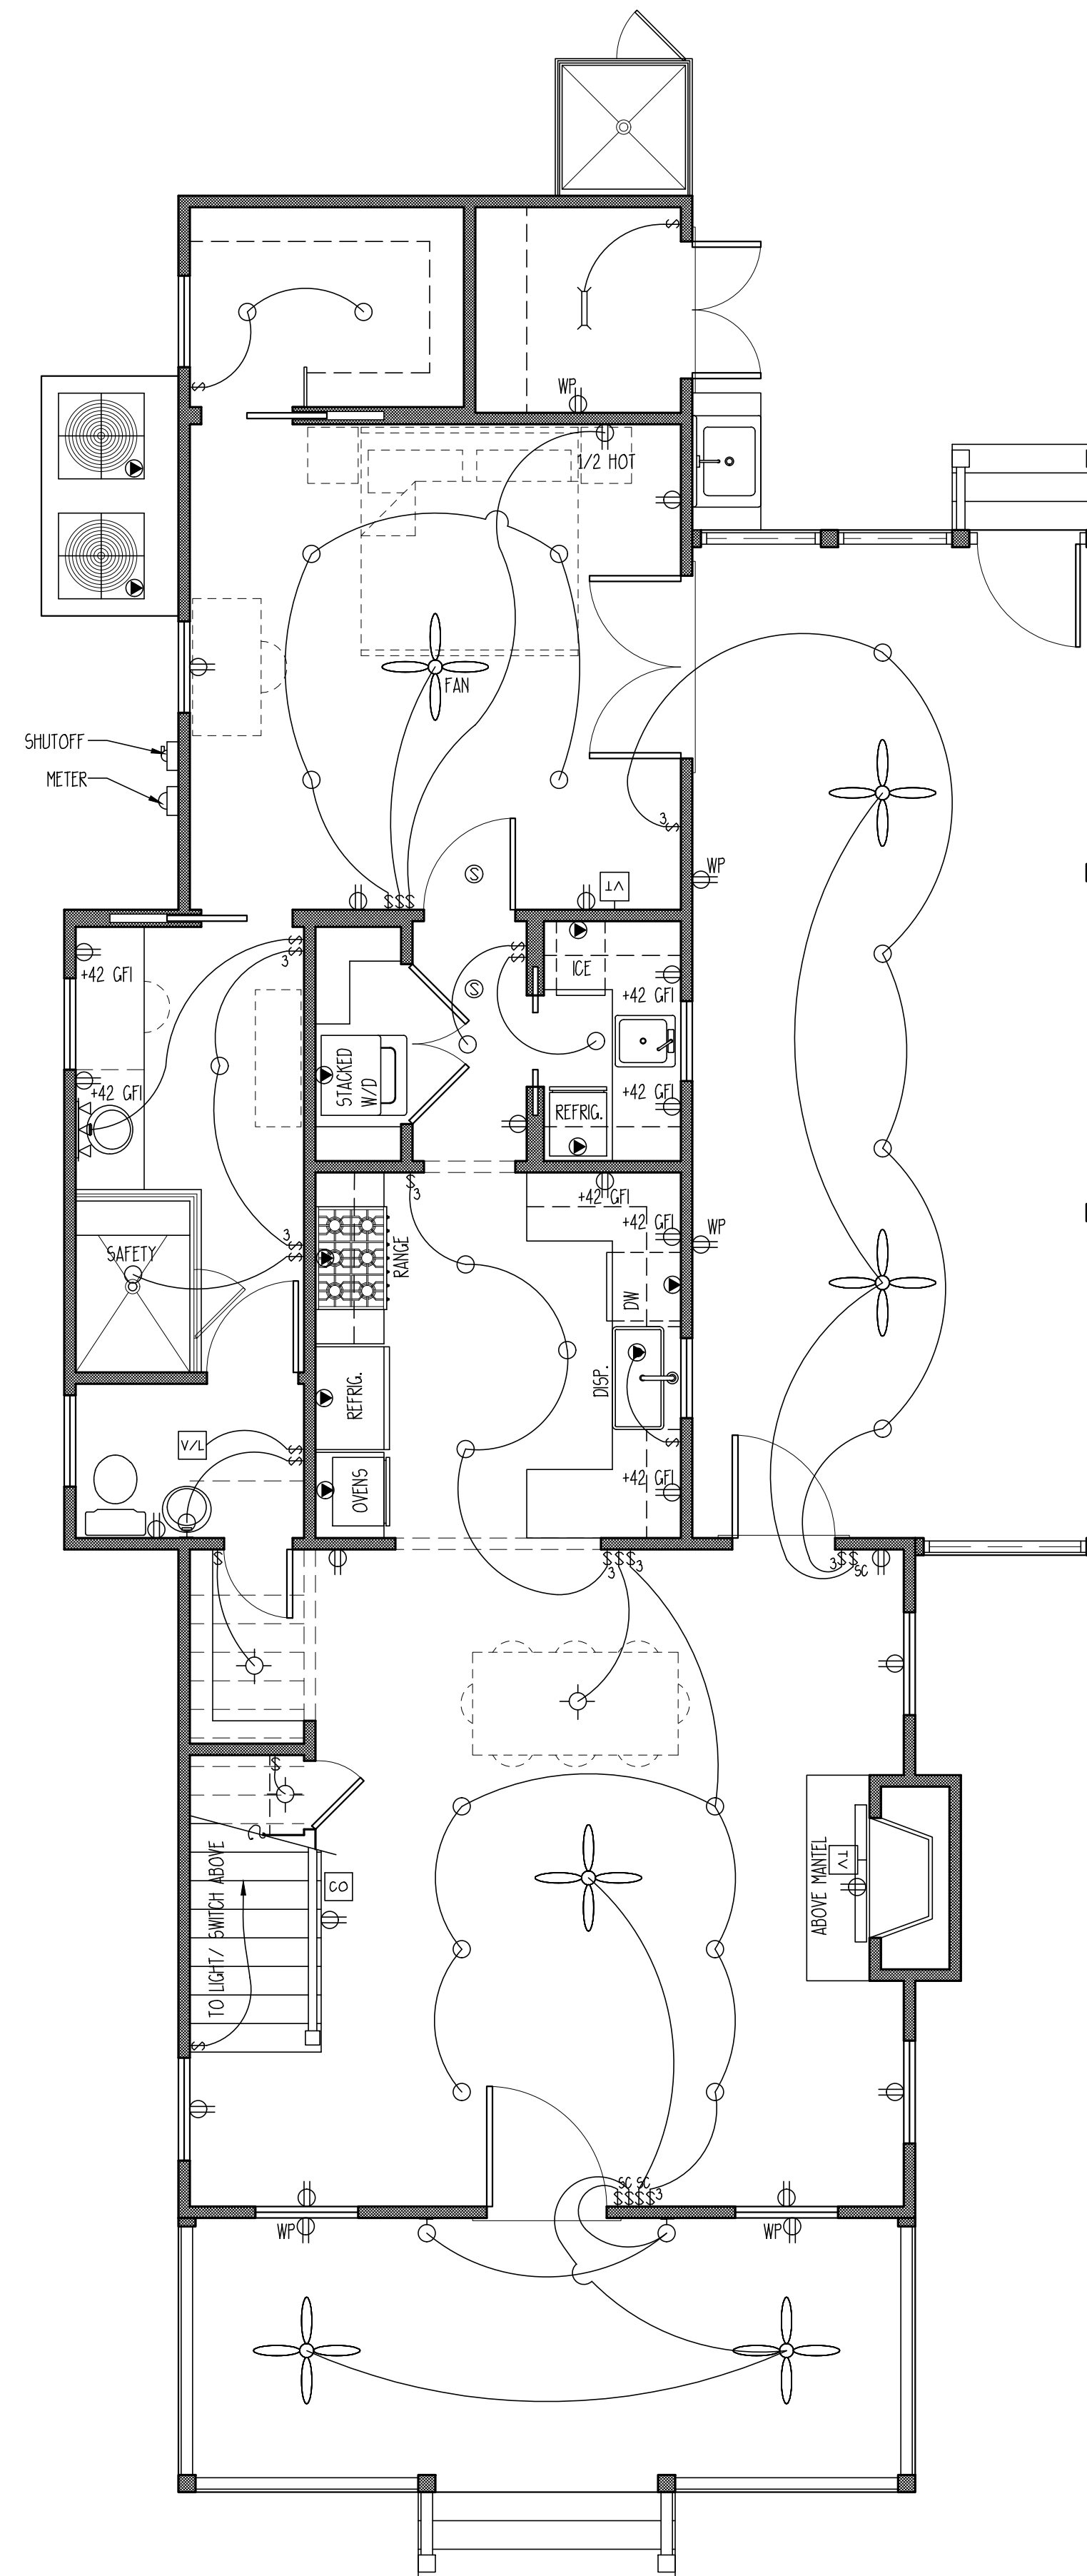 WP
1/2 HOT
FAN
SHUTOFF
METER
3
WP
TV
S
S
ICE
+42 GFI
3
+42 GFI
+42 GFI
STACKED
W/D
REFRIG.
+42 GFI
3
+42 GFI
+42 GFI
WP
3
SAFETY
RANGE
DW
REFRIG.
DISP.
V/L
OVENS
+42 GFI
3
3
3
SC
TO LIGHT/ SWITCH ABOVE
CO
ABOVE MANTEL
TV
SC
SC
3
WP
WP